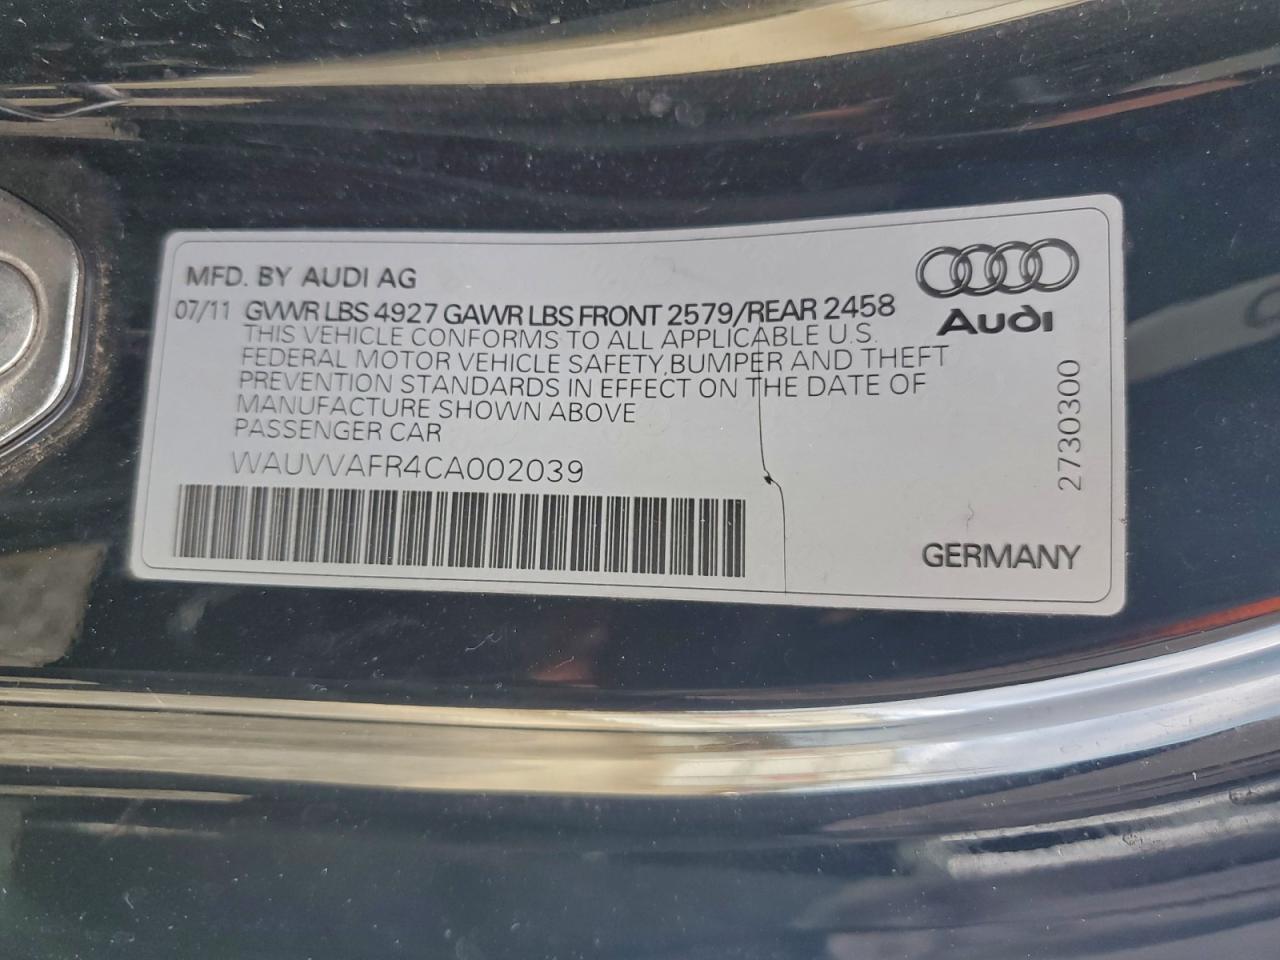 MFD. BY AUDI AG
07/11 GVWR LBS 4927 GAWR LBS FRONT 2579/REAR 2458
THIS VEHICLE CONFORMS TO ALL APPLICABLE U.S.
FEDERAL MOTOR VEHICLE SAFETY, BUMPER AND THEFT
PREVENTION STANDARDS IN EFFECT ON THE DATE OF
MANUFACTURE SHOWN ABOVE
PASSENGER CAR
WAUVVAFR4CA002039
Audi
2730300
GERMANY